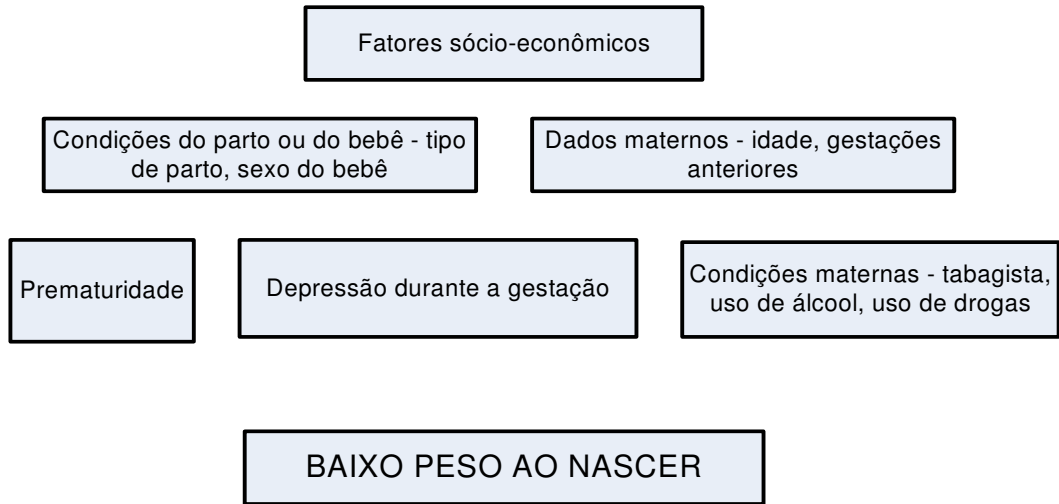 Fatores sócio-econômicos
Condições do parto ou do bebê - tipo
de parto, sexo do bebê
Dados maternos - idade, gestações
anteriores
Prematuridade
Depressão durante a gestação
Condições maternas - tabagista,
uso de álcool, uso de drogas
BAIXO PESO AO NASCER